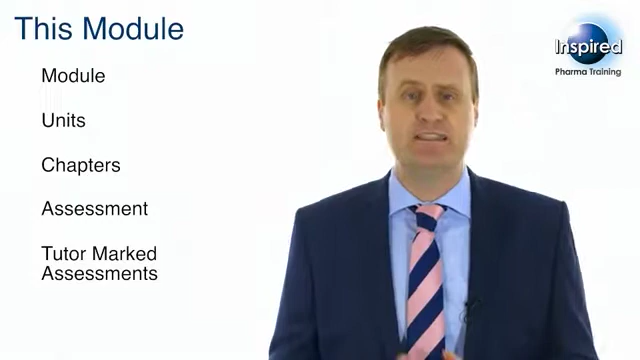 This Module
Module
Units
Chapters
Assessment
Tutor Marked
Assessments
Inspired
Pharma Training